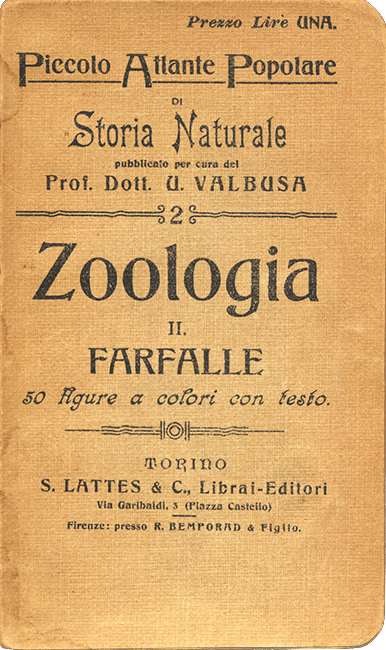 Prezzo Lire UNA.
Piccolo Atlante Popolare
DI
Storia Naturale
pubblicato per cura del
Prof. Dott. U. VALBUSA
2
Zoologia
II.
FARFALLE
50 figure a colori con testo.
TORINO
S. LATTES & C., Librai-Editori
Via Garibaldi, 3 (Piazza Castello)
Firenze: presso R. BEMPORAD & Figlio.